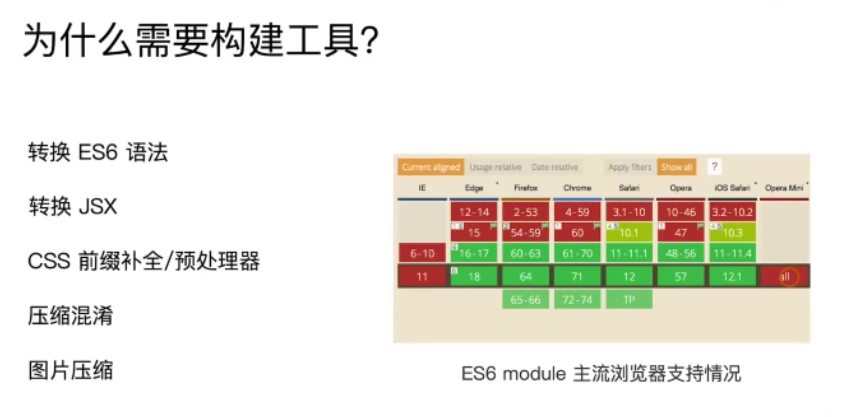 为什么需要构建工具？
转换 ES6 语法
转换 JSX
CSS 前缀补全/预处理器
压缩混淆
图片压缩
Current aligned Usage relative Date relative Apply filters Show all ?
IE Edge Firefox Chrome Safari Opera iOS Safari Opera Mini
12-14 2-53 4-59 3.1-10 10-46 3.2-10.2
15 54-59 60 10.1 47 10.3
6-10 16-17 60-63 61-70 11-11.1 48-56 11-11.4
11 18 64 71 12 57 12.1 all
65-66 72-74 TP
ES6 module 主流浏览器支持情况